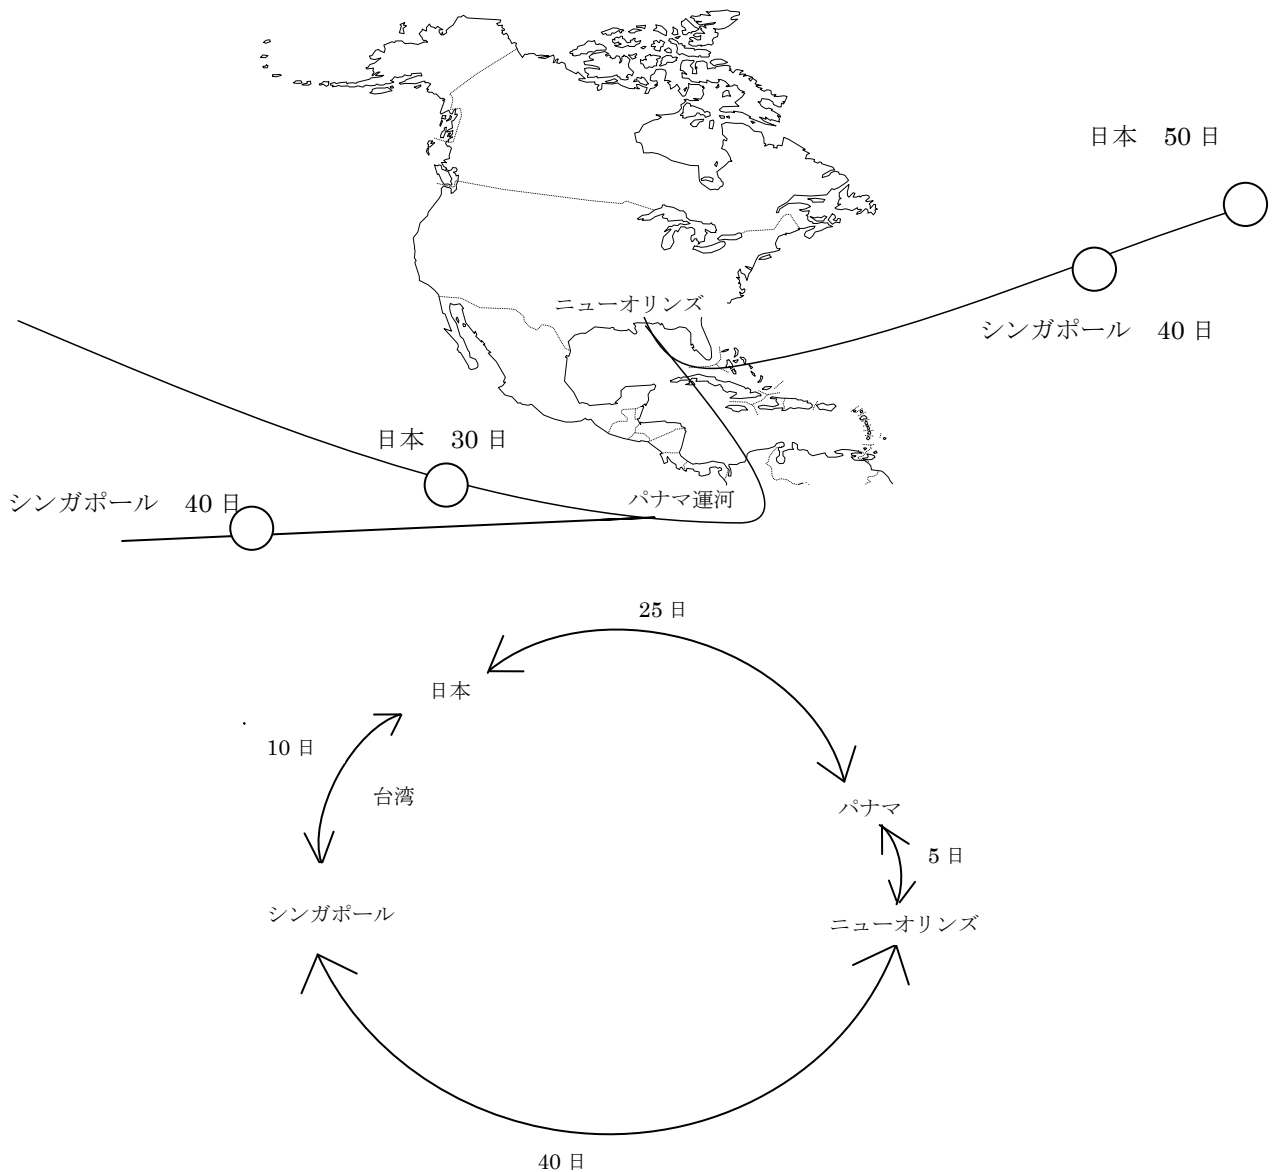 日本　50 日
ニューオリンズ
シンガポール　40 日
日本　30 日
シンガポール　40 日
パナマ運河
25 日
日本
10 日
台湾
パナマ
5 日
シンガポール
ニューオリンズ
40 日